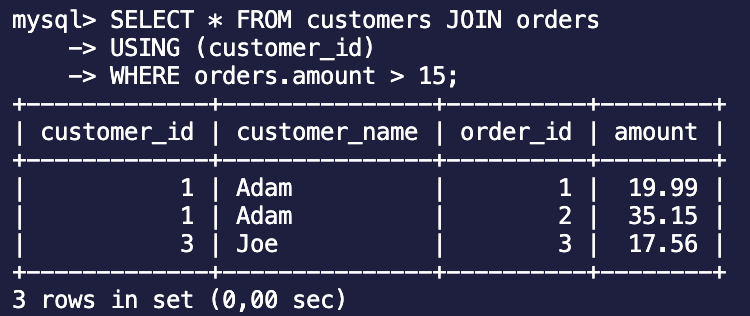 mysql> SELECT * FROM customers JOIN orders
    -> USING (customer_id)
    -> WHERE orders.amount > 15;
+-------------+---------------+----------+--------+
| customer_id | customer_name | order_id | amount |
+-------------+---------------+----------+--------+
|           1 | Adam          |        1 |  19.99 |
|           1 | Adam          |        2 |  35.15 |
|           3 | Joe           |        3 |  17.56 |
+-------------+---------------+----------+--------+
3 rows in set (0,00 sec)